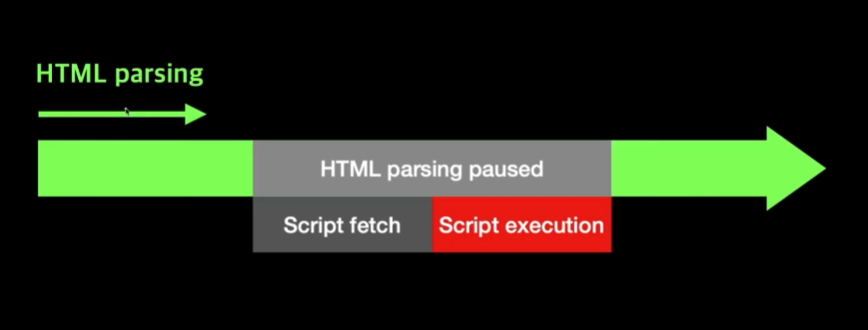 HTML parsing
HTML parsing paused
Script fetch
Script execution